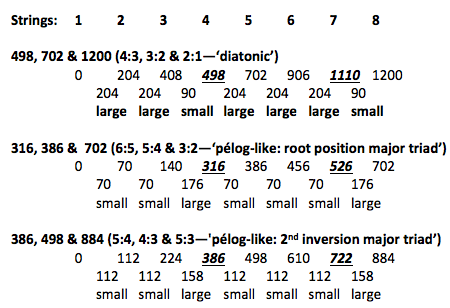 Strings: 1 2 3 4 5 6 7 8
498, 702 & 1200 (4:3, 3:2 & 2:1—‘diatonic’)
0 204 408 498 702 906 1110 1200
204 204 90 204 204 204 90
large large small large large large small
316, 386 & 702 (6:5, 5:4 & 3:2—‘pélog-like: root position major triad’)
0 70 140 316 386 456 526 702
70 70 176 70 70 70 176
small small large small small small large
386, 498 & 884 (5:4, 4:3 & 5:3—'pélog-like: 2nd inversion major triad’)
0 112 224 386 498 610 722 884
112 112 158 112 112 112 158
small small large small small small large